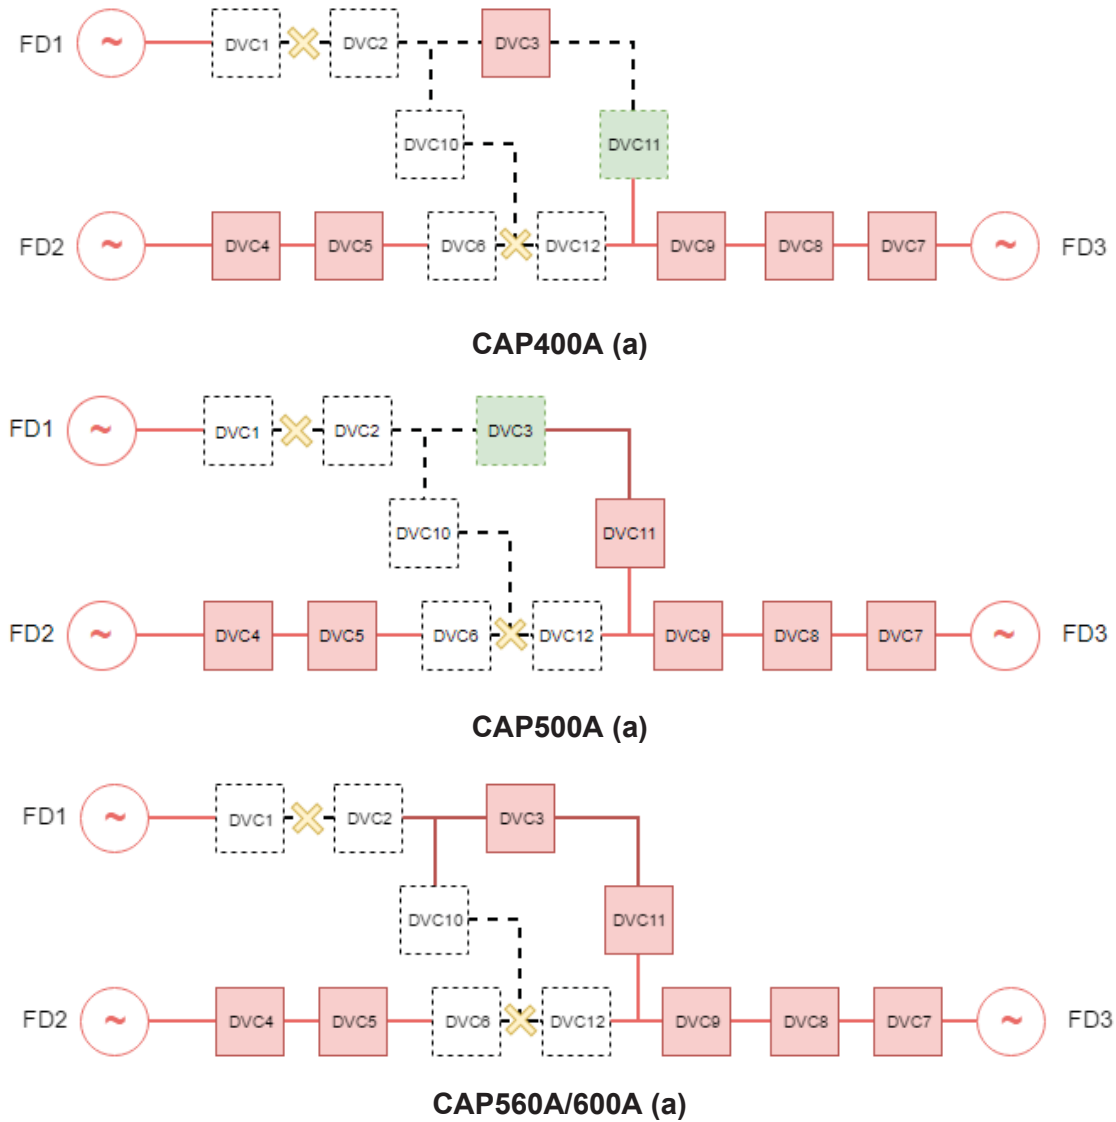 FD1 ~ DVC1 DVC2 DVC3
DVC10 DVC11
FD2 ~ DVC4 DVC5 DVC6 DVC12 DVC9 DVC8 DVC7 ~ FD3
CAP400A (a)
FD1 ~ DVC1 DVC2 DVC3
DVC10 DVC11
FD2 ~ DVC4 DVC5 DVC6 DVC12 DVC9 DVC8 DVC7 ~ FD3
CAP500A (a)
FD1 ~ DVC1 DVC2 DVC3
DVC10 DVC11
FD2 ~ DVC4 DVC5 DVC6 DVC12 DVC9 DVC8 DVC7 ~ FD3
CAP560A/600A (a)